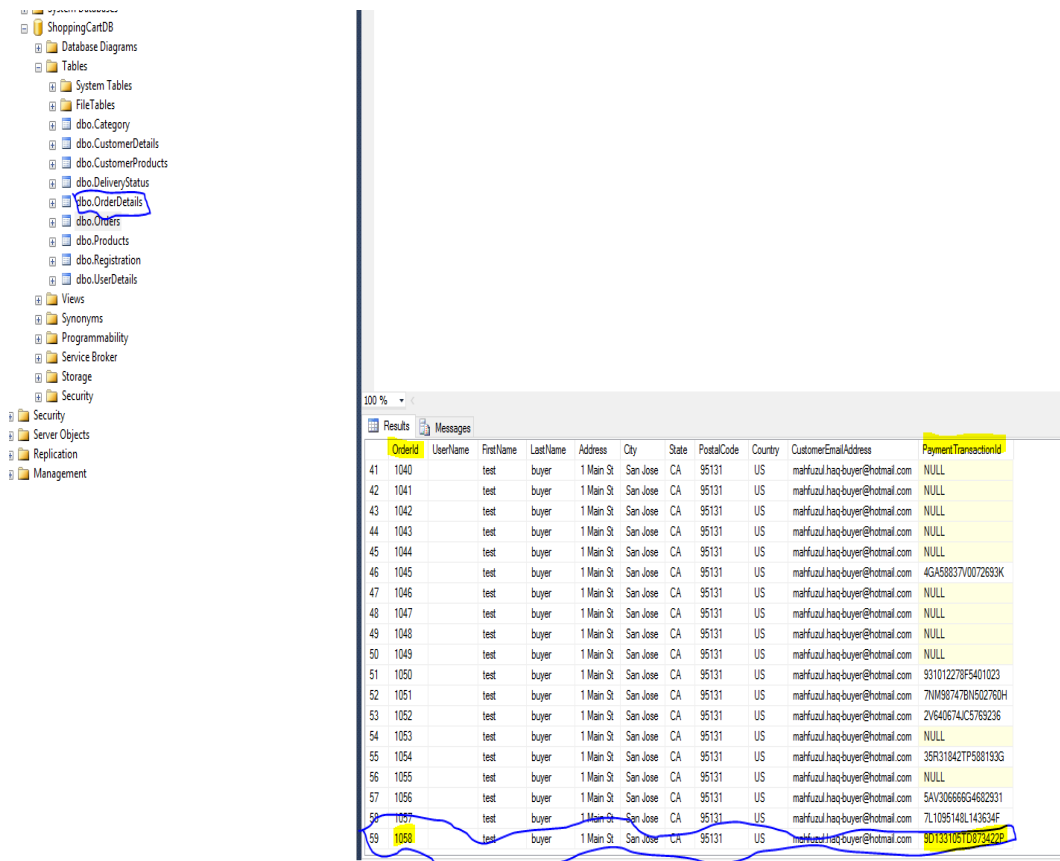 System Databases
ShoppingCartDB
Database Diagrams
Tables
System Tables
FileTables
dbo.Category
dbo.CustomerDetails
dbo.CustomerProducts
dbo.DeliveryStatus
dbo.OrderDetails
dbo.Orders
dbo.Products
dbo.Registration
dbo.UserDetails
Views
Synonyms
Programmability
Service Broker
Storage
Security
Security
Server Objects
Replication
Management
100 %
Results Messages
OrderId UserName FirstName LastName Address City State PostalCode Country CustomerEmailAddress PaymentTransactionId
41 1040 test buyer 1 Main St San Jose CA 95131 US mahfuzul.haq-buyer@hotmail.com NULL
42 1041 test buyer 1 Main St San Jose CA 95131 US mahfuzul.haq-buyer@hotmail.com NULL
43 1042 test buyer 1 Main St San Jose CA 95131 US mahfuzul.haq-buyer@hotmail.com NULL
44 1043 test buyer 1 Main St San Jose CA 95131 US mahfuzul.haq-buyer@hotmail.com NULL
45 1044 test buyer 1 Main St San Jose CA 95131 US mahfuzul.haq-buyer@hotmail.com NULL
46 1045 test buyer 1 Main St San Jose CA 95131 US mahfuzul.haq-buyer@hotmail.com 4GA58837V0072693K
47 1046 test buyer 1 Main St San Jose CA 95131 US mahfuzul.haq-buyer@hotmail.com NULL
48 1047 test buyer 1 Main St San Jose CA 95131 US mahfuzul.haq-buyer@hotmail.com NULL
49 1048 test buyer 1 Main St San Jose CA 95131 US mahfuzul.haq-buyer@hotmail.com NULL
50 1049 test buyer 1 Main St San Jose CA 95131 US mahfuzul.haq-buyer@hotmail.com NULL
51 1050 test buyer 1 Main St San Jose CA 95131 US mahfuzul.haq-buyer@hotmail.com 931012278F5401023
52 1051 test buyer 1 Main St San Jose CA 95131 US mahfuzul.haq-buyer@hotmail.com 7NM98747BN502760H
53 1052 test buyer 1 Main St San Jose CA 95131 US mahfuzul.haq-buyer@hotmail.com 2V640674JC5769236
54 1053 test buyer 1 Main St San Jose CA 95131 US mahfuzul.haq-buyer@hotmail.com NULL
55 1054 test buyer 1 Main St San Jose CA 95131 US mahfuzul.haq-buyer@hotmail.com 35R31842TP588193G
56 1055 test buyer 1 Main St San Jose CA 95131 US mahfuzul.haq-buyer@hotmail.com NULL
57 1056 test buyer 1 Main St San Jose CA 95131 US mahfuzul.haq-buyer@hotmail.com 5AV306666G4682931
58 1057 test buyer 1 Main St San Jose CA 95131 US mahfuzul.haq-buyer@hotmail.com 7L1095148L143634F
59 1058 test buyer 1 Main St San Jose CA 95131 US mahfuzul.haq-buyer@hotmail.com 9D133105TD873422P